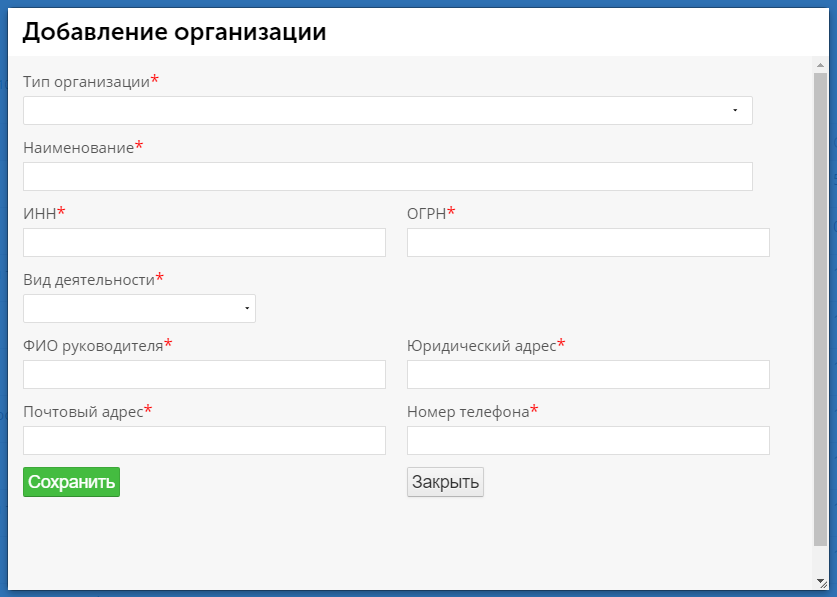 Добавление организации
Тип организации*
Наименование*
ИНН* ОГРН*
Вид деятельности*
ФИО руководителя* Юридический адрес*
Почтовый адрес* Номер телефона*
Сохранить Закрыть